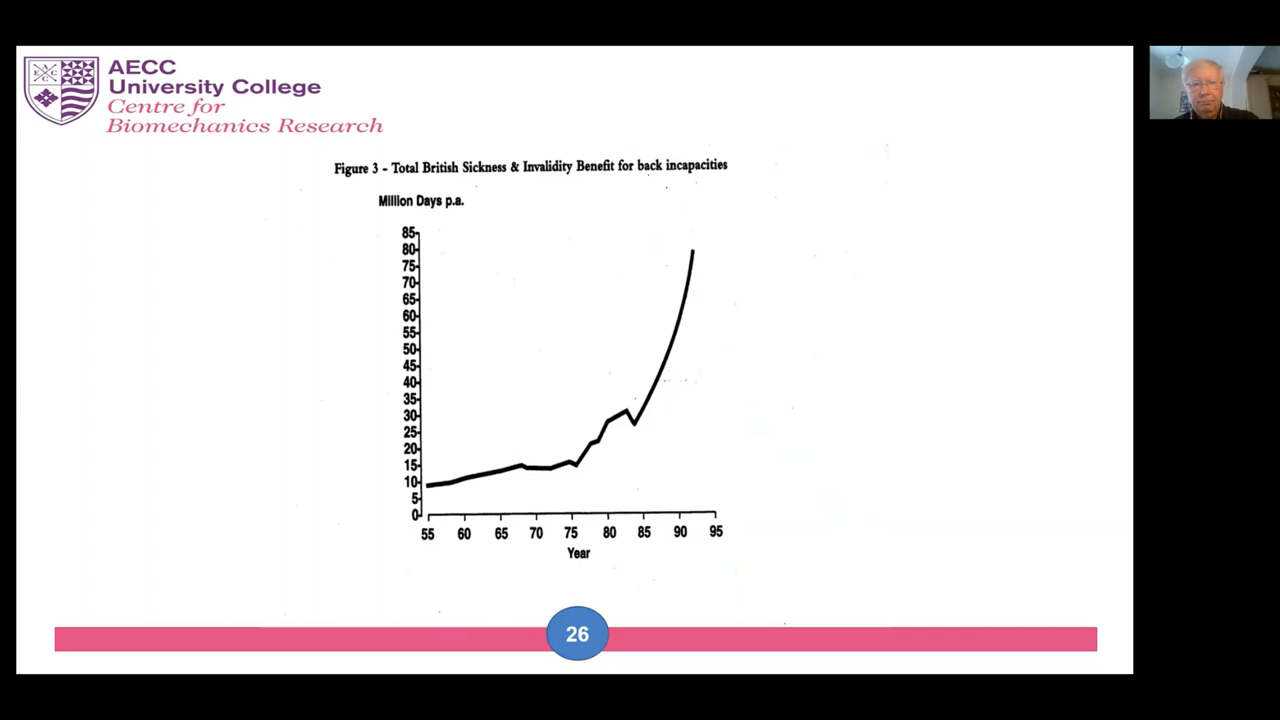 AECC
University College
Centre for
Biomechanics Research
Figure 3 - Total British Sickness & Invalidity Benefit for back incapacities
Million Days p.a.
85
80
75
70
65
60
55
50
45
40
35
30
25
20
15
10
5
0
55 60 65 70 75 80 85 90 95
Year
26